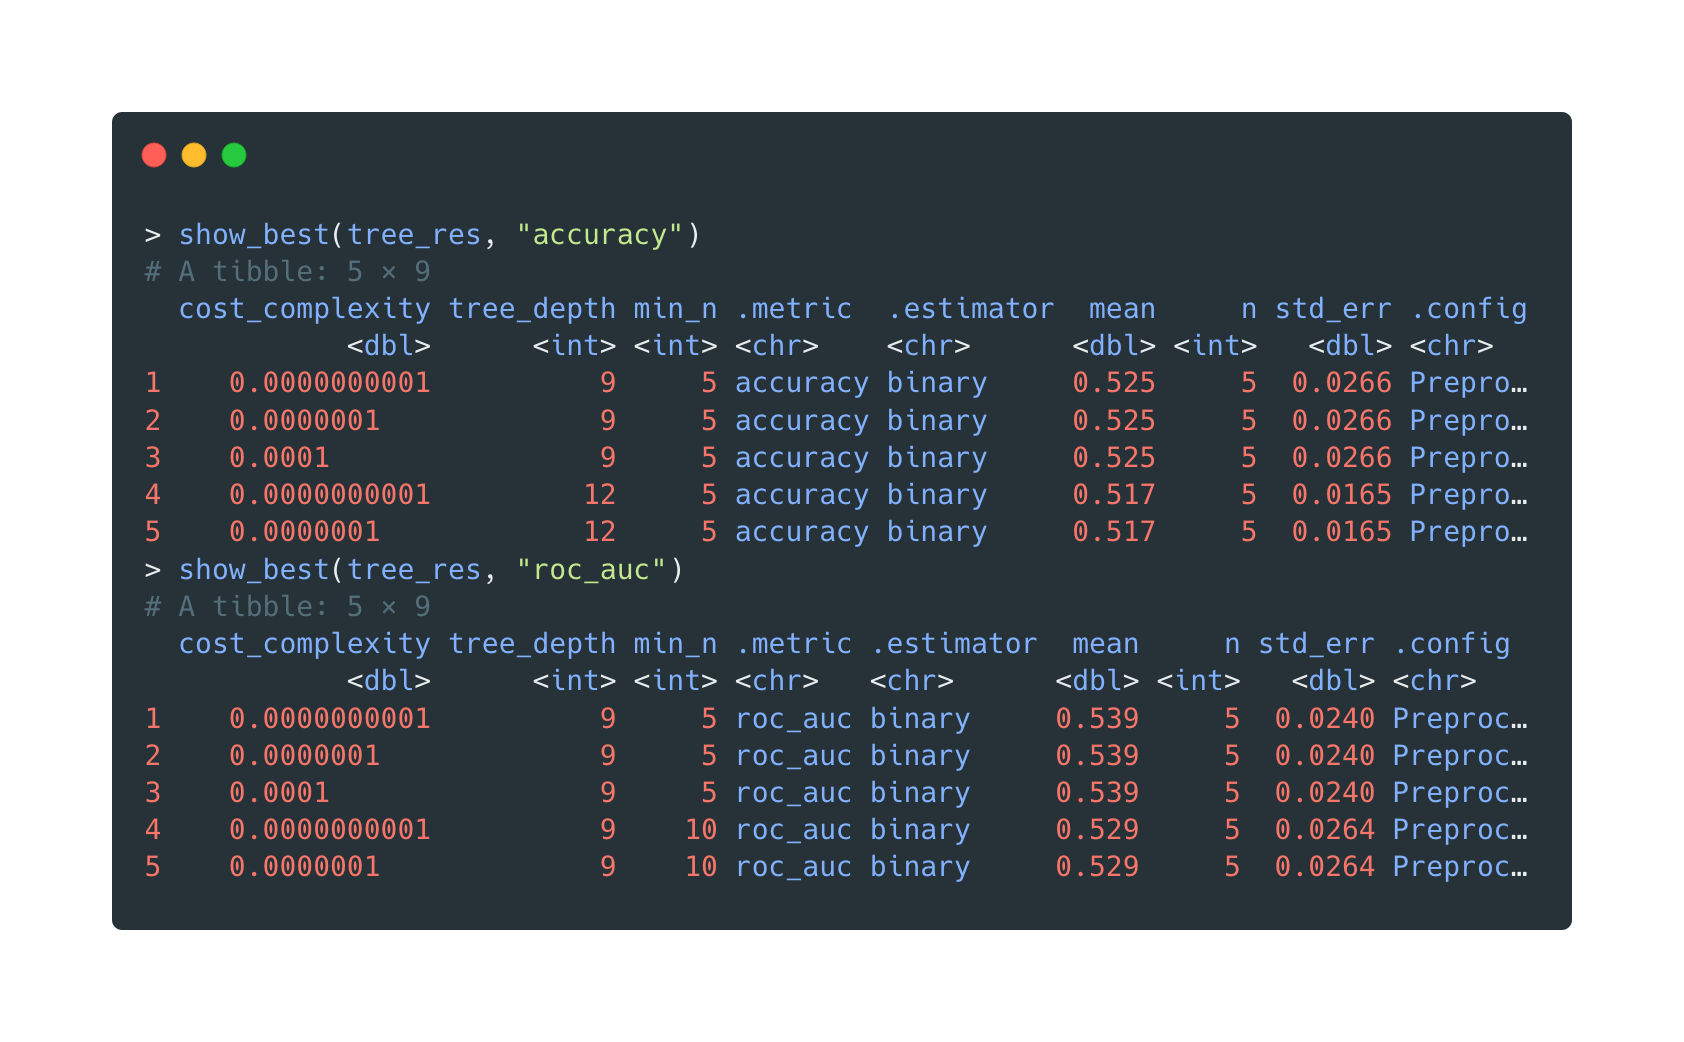 > show_best(tree_res, "accuracy")
# A tibble: 5 × 9
  cost_complexity tree_depth min_n .metric  .estimator  mean     n std_err .config
            <dbl>      <int> <int> <chr>    <chr>      <dbl> <int>   <dbl> <chr>
1    0.0000000001          9     5 accuracy binary     0.525     5  0.0266 Prepro…
2    0.0000001             9     5 accuracy binary     0.525     5  0.0266 Prepro…
3    0.0001                9     5 accuracy binary     0.525     5  0.0266 Prepro…
4    0.0000000001         12     5 accuracy binary     0.517     5  0.0165 Prepro…
5    0.0000001            12     5 accuracy binary     0.517     5  0.0165 Prepro…
> show_best(tree_res, "roc_auc")
# A tibble: 5 × 9
  cost_complexity tree_depth min_n .metric .estimator  mean     n std_err .config
            <dbl>      <int> <int> <chr>   <chr>      <dbl> <int>   <dbl> <chr>
1    0.0000000001          9     5 roc_auc binary     0.539     5  0.0240 Preproc…
2    0.0000001             9     5 roc_auc binary     0.539     5  0.0240 Preproc…
3    0.0001                9     5 roc_auc binary     0.539     5  0.0240 Preproc…
4    0.0000000001          9    10 roc_auc binary     0.529     5  0.0264 Preproc…
5    0.0000001             9    10 roc_auc binary     0.529     5  0.0264 Preproc…